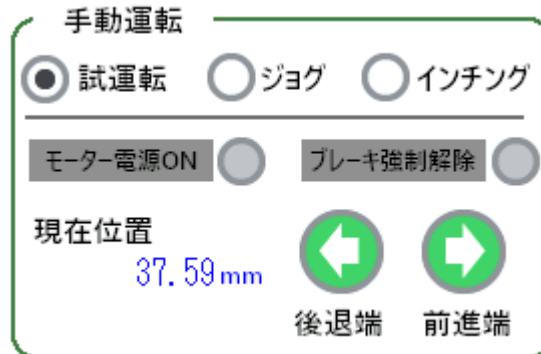 手動運転
試運転 ジョグ インチング
モーター電源ON ブレーキ強制解除
現在位置
37.59mm
後退端 前進端